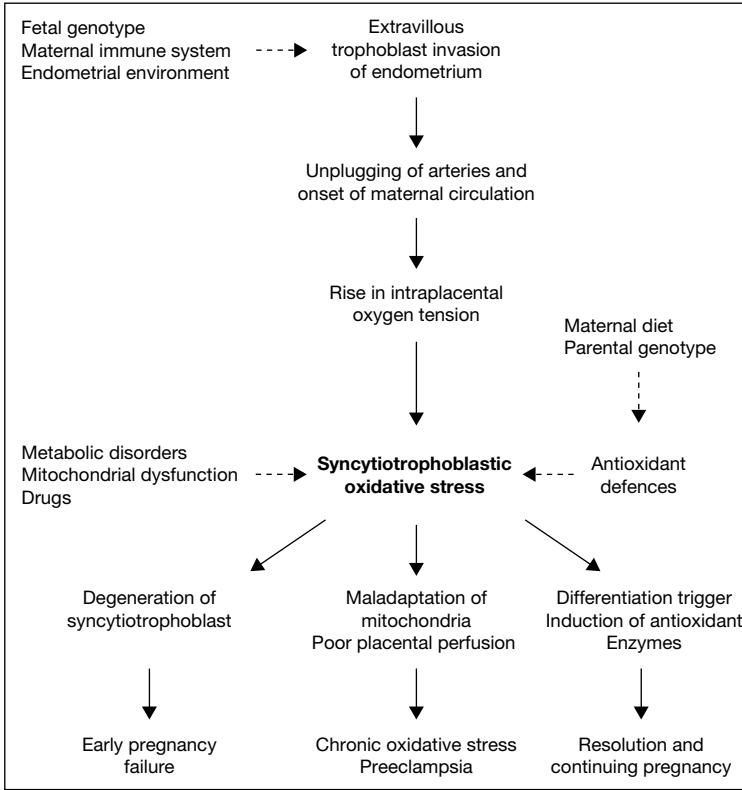 Fetal genotype
Maternal immune system
Endometrial environment
Extravillous
trophoblast invasion
of endometrium
Unplugging of arteries and
onset of maternal circulation
Rise in intraplacental
oxygen tension
Maternal diet
Parental genotype
Metabolic disorders
Mitochondrial dysfunction
Drugs
Syncytiotrophoblastic
oxidative stress
Antioxidant
defences
Degeneration of
syncytiotrophoblast
Maladaptation of
mitochondria
Poor placental perfusion
Differentiation trigger
Induction of antioxidant
Enzymes
Early pregnancy
failure
Chronic oxidative stress
Preeclampsia
Resolution and
continuing pregnancy